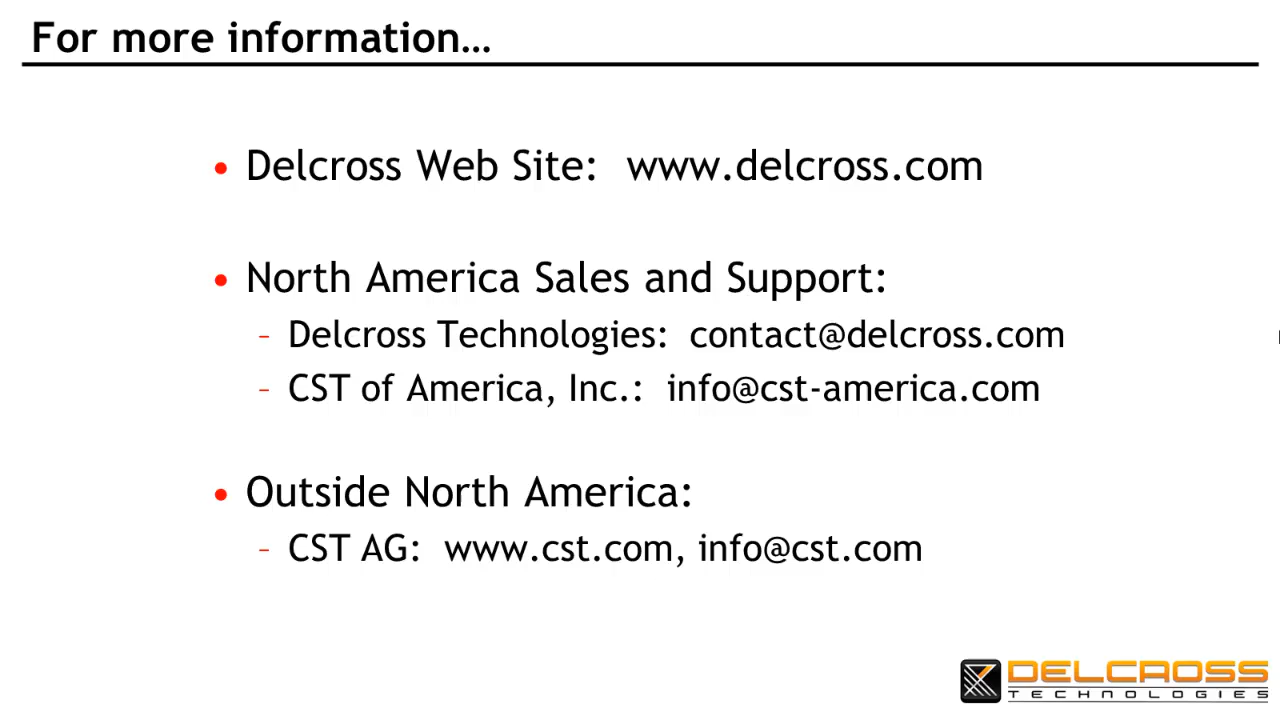 For more information…
• Delcross Web Site: www.delcross.com
• North America Sales and Support:
– Delcross Technologies: contact@delcross.com
– CST of America, Inc.: info@cst-america.com
• Outside North America:
– CST AG: www.cst.com, info@cst.com
DELCROSS
TECHNOLOGIES